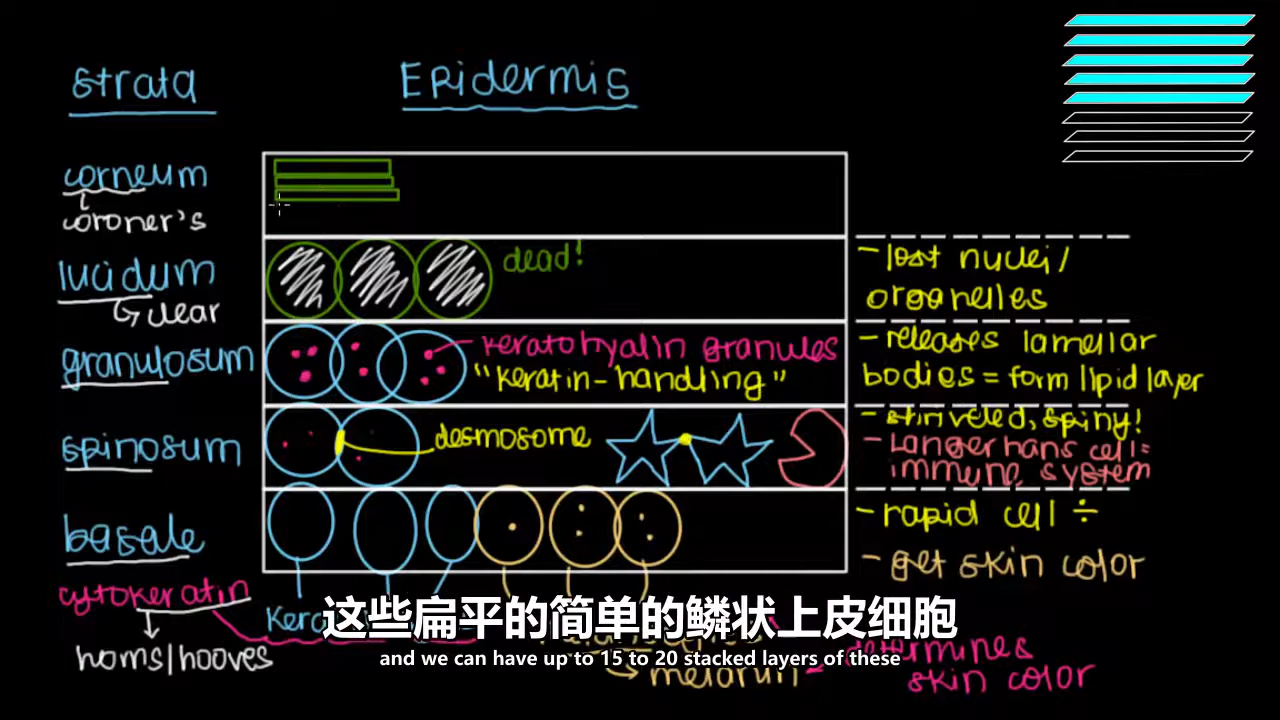 strata
Epidermis
corneum
coroner's
lucidum
clear
dead!
-lost nuclei/
organelles
granulosum
keratohyalin granules
"keratin-handling"
-releases lamellar
bodies = form lipid layer
spinosum
desmosome
-shriveled, spiny!
-Langerhans cell=
immune system
basale
-rapid cell ÷
-get skin color
cytokeratin
horns/hooves
这些扁平的简单的鳞状上皮细胞
and we can have up to 15 to 20 stacked layers of these
determines
skin color
melanin